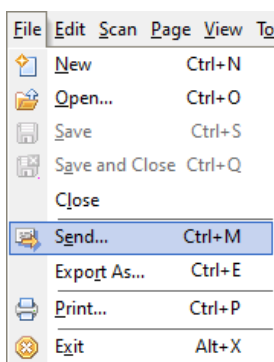 File Edit Scan Page View To
New Ctrl+N
Open... Ctrl+O
Save Ctrl+S
Save and Close Ctrl+Q
Close
Send... Ctrl+M
Export As... Ctrl+E
Print... Ctrl+P
Exit Alt+X